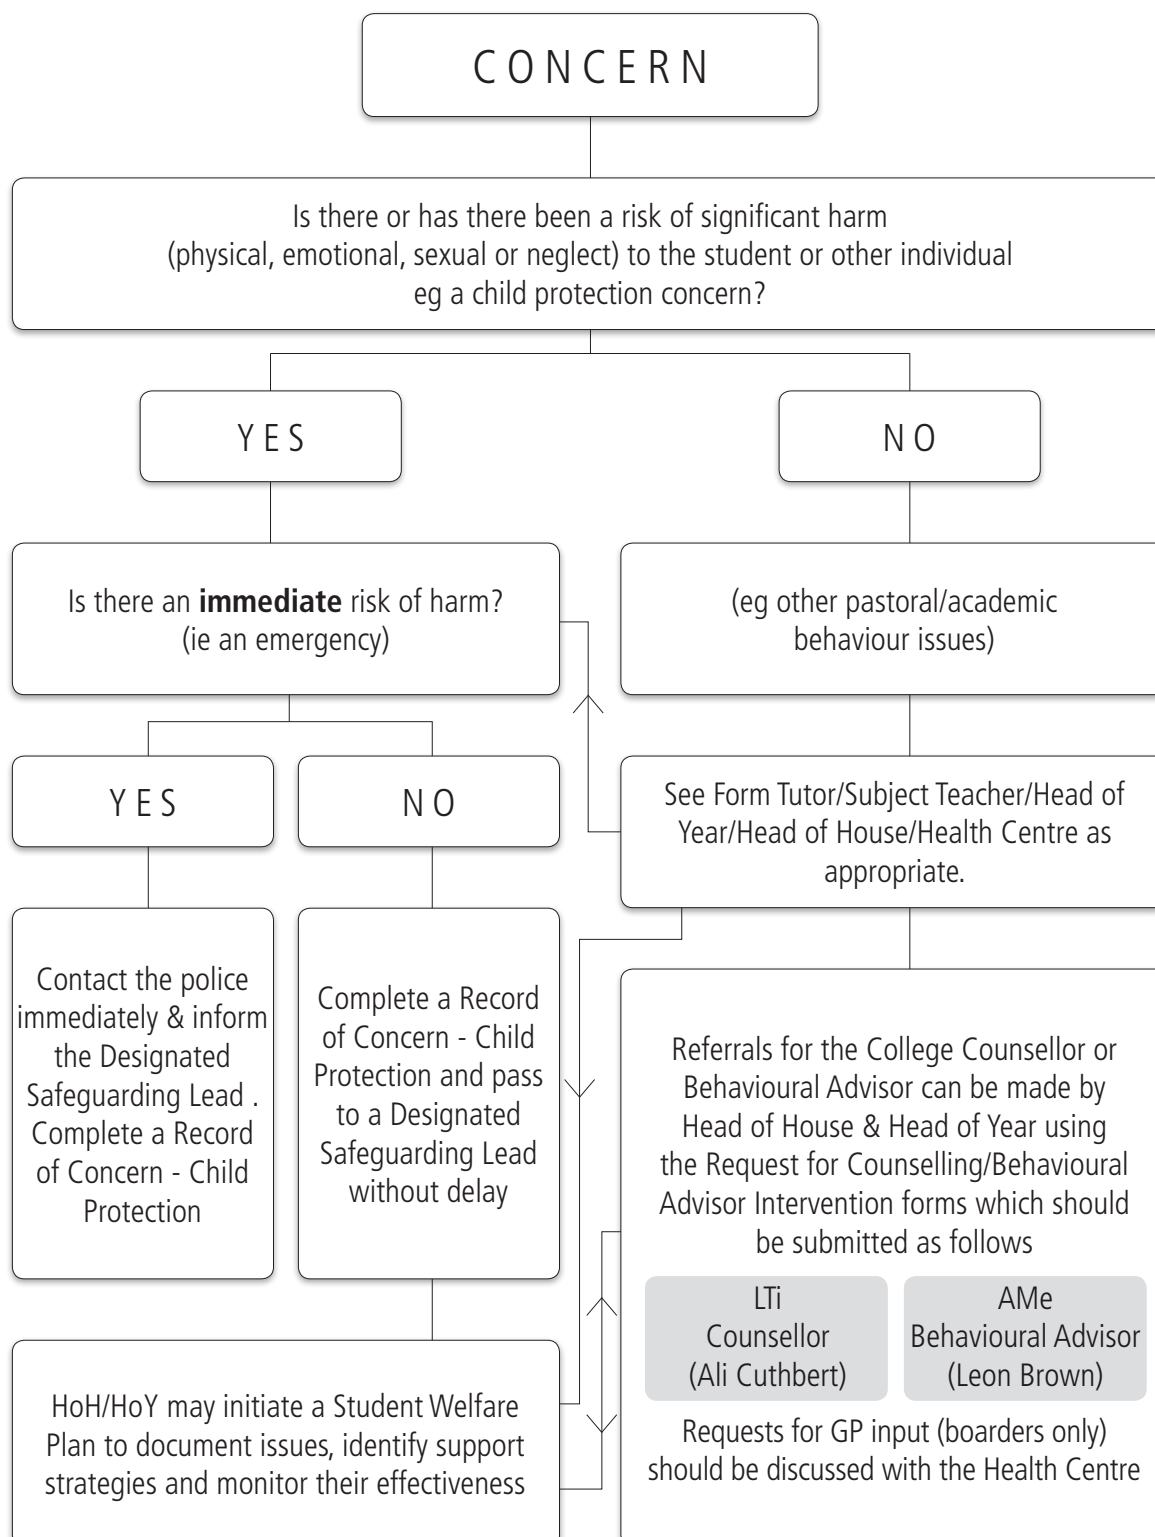 CONCERN
Is there or has there been a risk of significant harm
(physical, emotional, sexual or neglect) to the student or other individual
eg a child protection concern?
YES
NO
Is there an immediate risk of harm?
(ie an emergency)
(eg other pastoral/academic
behaviour issues)
YES
NO
See Form Tutor/Subject Teacher/Head of
Year/Head of House/Health Centre as
appropriate.
Contact the police
immediately & inform
the Designated
Safeguarding Lead .
Complete a Record
of Concern - Child
Protection
Complete a Record
of Concern - Child
Protection and pass
to a Designated
Safeguarding Lead
without delay
Referrals for the College Counsellor or
Behavioural Advisor can be made by
Head of House & Head of Year using
the Request for Counselling/Behavioural
Advisor Intervention forms which should
be submitted as follows
LTi
Counsellor
(Ali Cuthbert)
AMe
Behavioural Advisor
(Leon Brown)
Requests for GP input (boarders only)
should be discussed with the Health Centre
HoH/HoY may initiate a Student Welfare
Plan to document issues, identify support
strategies and monitor their effectiveness